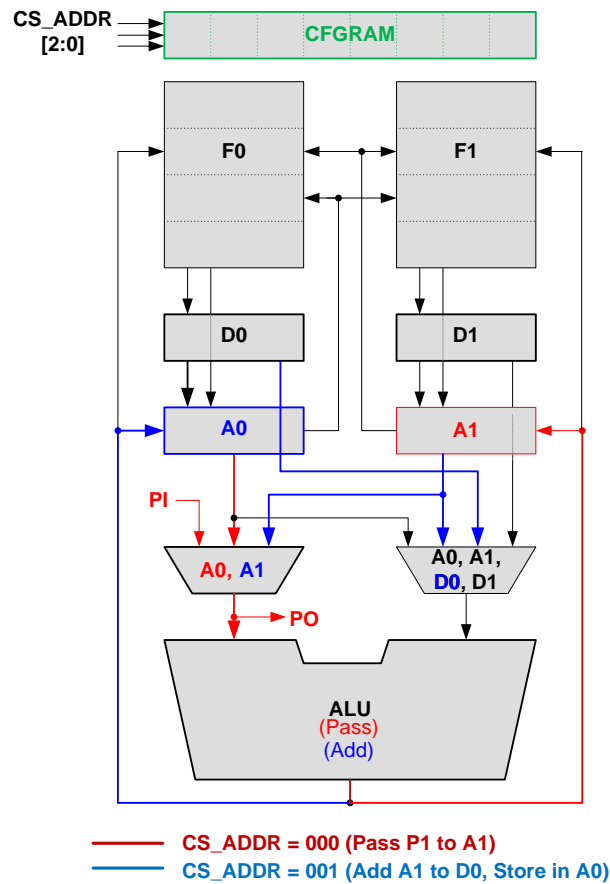 CS_ADDR
[2:0]
CFGRAM
F0
F1
D0
D1
A0
A1
PI
A0, A1
A0, A1,
D0, D1
PO
ALU
(Pass)
(Add)
CS_ADDR = 000 (Pass P1 to A1)
CS_ADDR = 001 (Add A1 to D0, Store in A0)